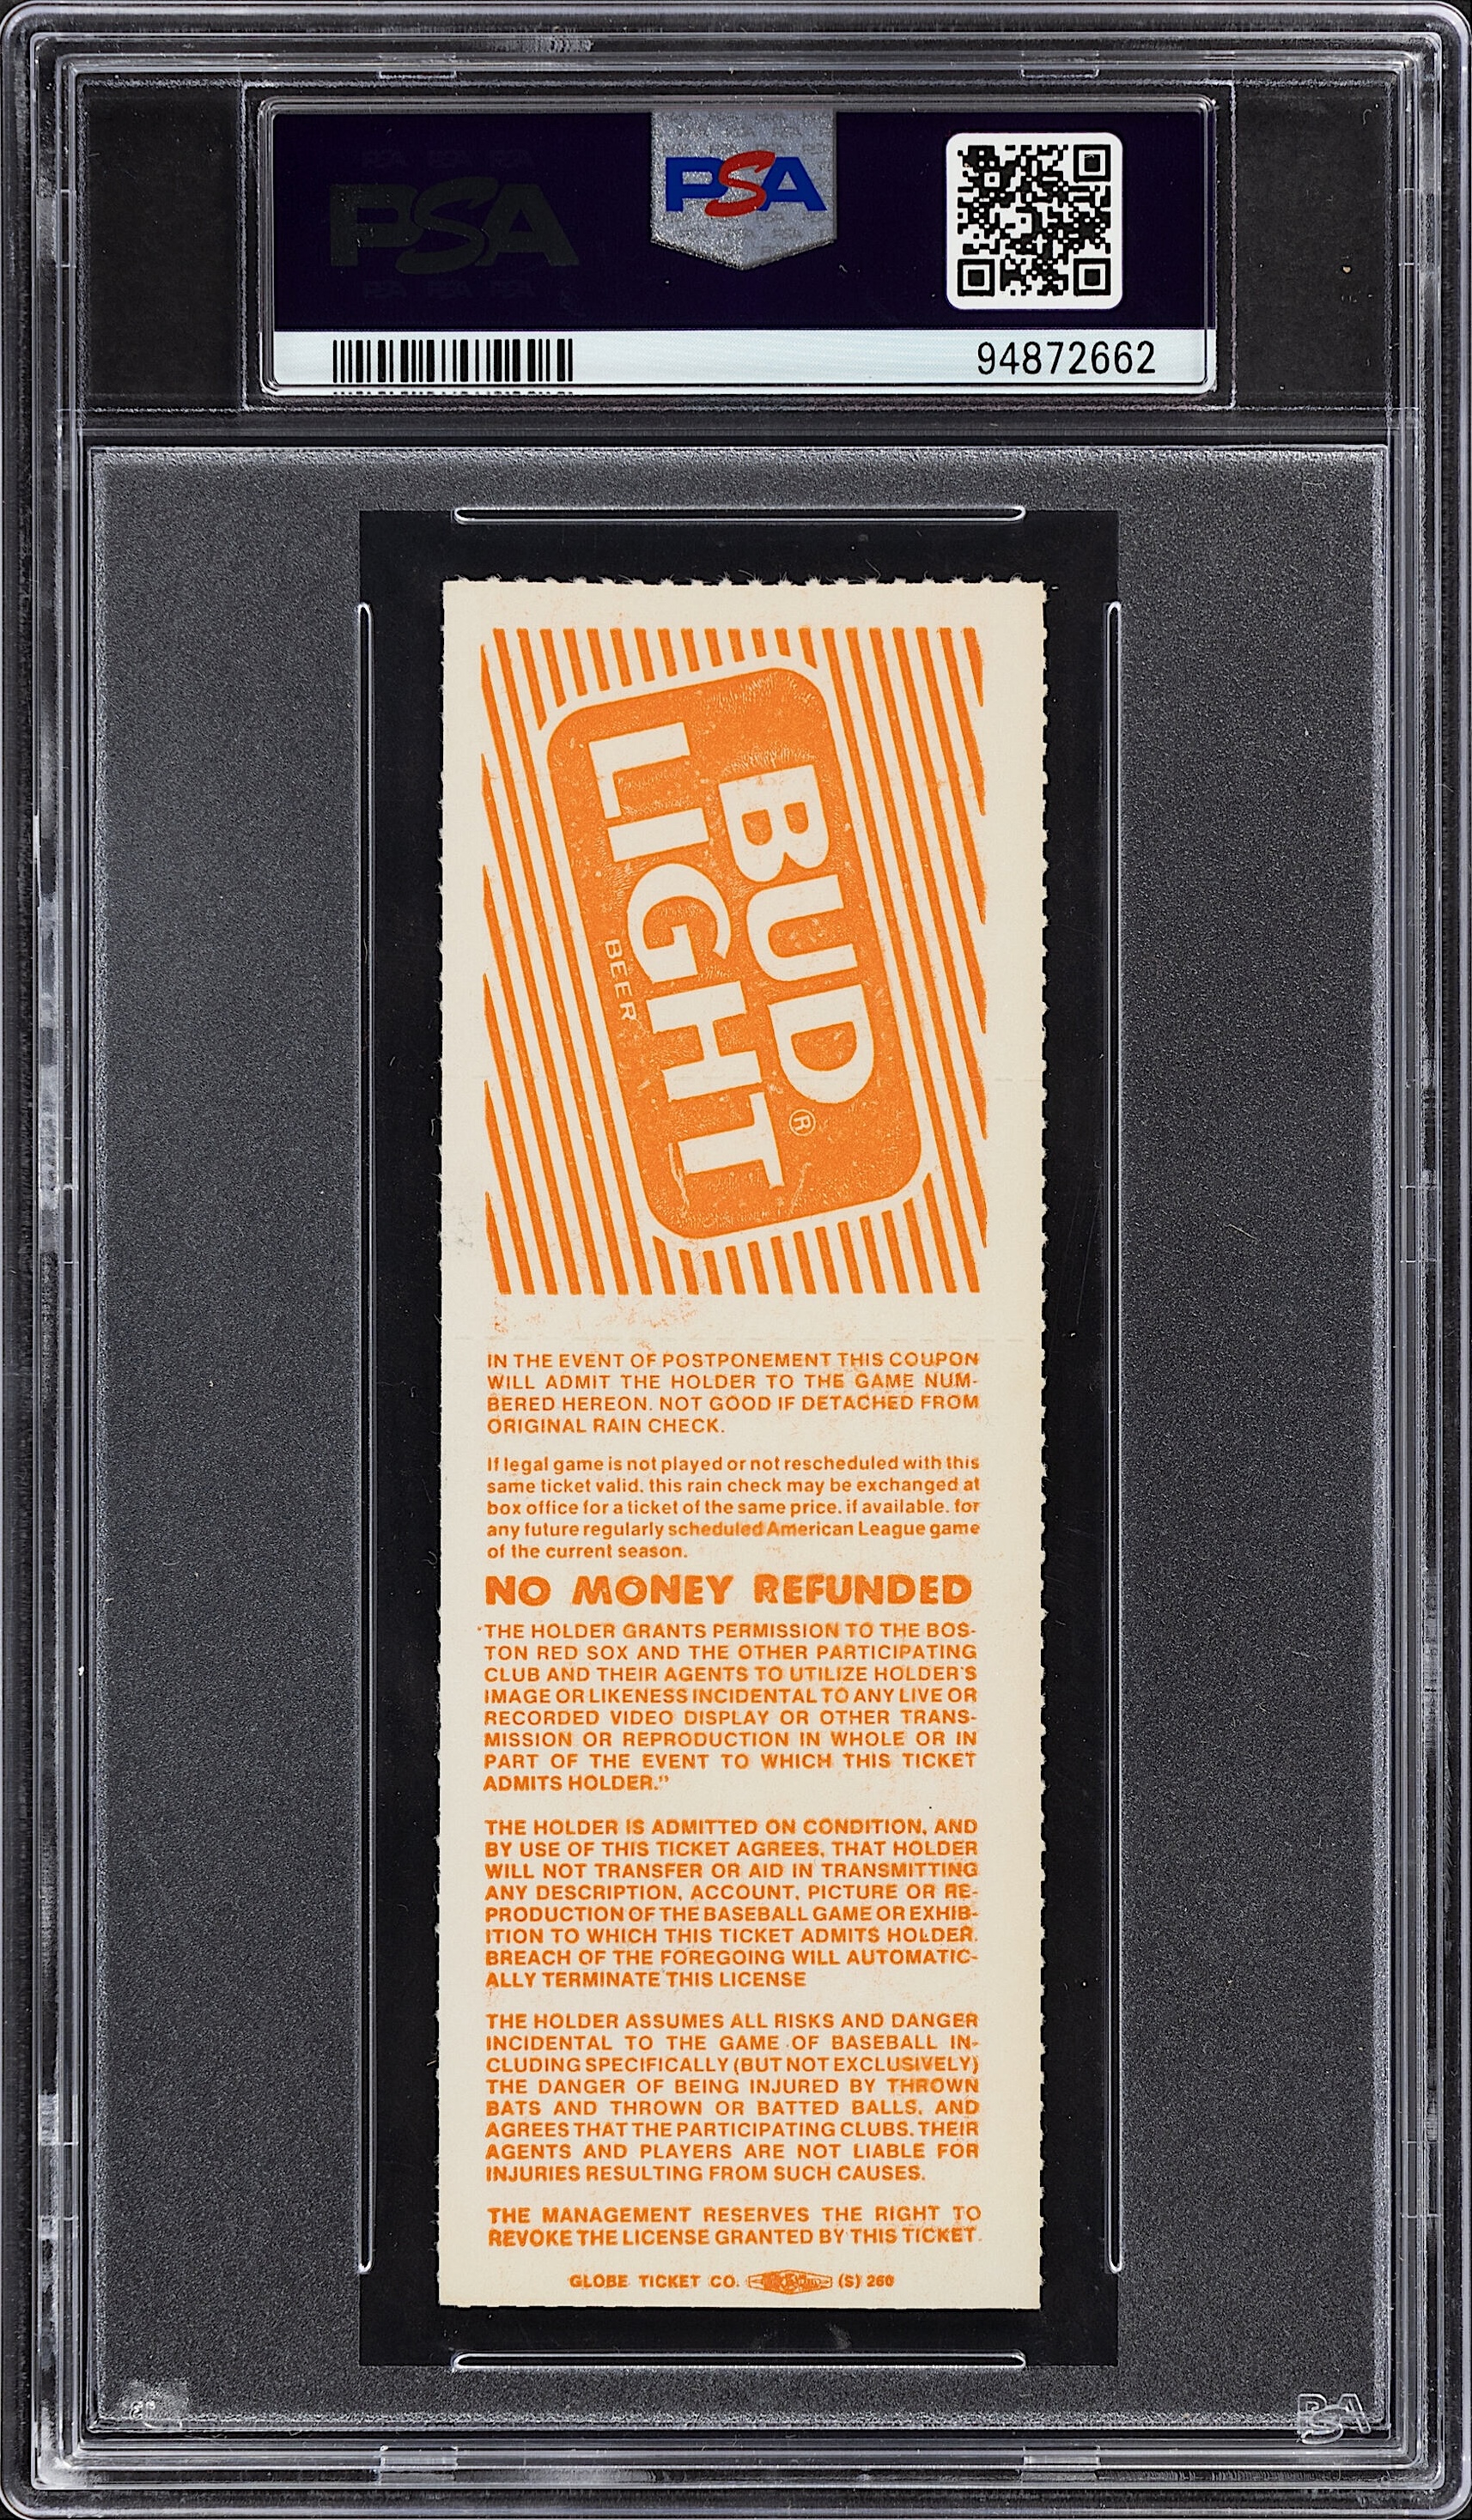 PSA
PSA
94872662
BUD
LIGHT
BEER
®
IN THE EVENT OF POSTPONEMENT THIS COUPON
WILL ADMIT THE HOLDER TO THE GAME NUM-
BERED HEREON. NOT GOOD IF DETACHED FROM
ORIGINAL RAIN CHECK.
If legal game is not played or not rescheduled with this
same ticket valid, this rain check may be exchanged at
box office for a ticket of the same price, if available, for
any future regularly scheduled American League game
of the current season.
NO MONEY REFUNDED
"THE HOLDER GRANTS PERMISSION TO THE BOS-
TON RED SOX AND THE OTHER PARTICIPATING
CLUB AND THEIR AGENTS TO UTILIZE HOLDER'S
IMAGE OR LIKENESS INCIDENTAL TO ANY LIVE OR
RECORDED VIDEO DISPLAY OR OTHER TRANS-
MISSION OR REPRODUCTION IN WHOLE OR IN
PART OF THE EVENT TO WHICH THIS TICKET
ADMITS HOLDER."
THE HOLDER IS ADMITTED ON CONDITION, AND
BY USE OF THIS TICKET AGREES, THAT HOLDER
WILL NOT TRANSFER OR AID IN TRANSMITTING
ANY DESCRIPTION, ACCOUNT, PICTURE OR RE-
PRODUCTION OF THE BASEBALL GAME OR EXHIB-
ITION TO WHICH THIS TICKET ADMITS HOLDER.
BREACH OF THE FOREGOING WILL AUTOMATIC-
ALLY TERMINATE THIS LICENSE
THE HOLDER ASSUMES ALL RISKS AND DANGER
INCIDENTAL TO THE GAME OF BASEBALL IN-
CLUDING SPECIFICALLY (BUT NOT EXCLUSIVELY)
THE DANGER OF BEING INJURED BY THROWN
BATS AND THROWN OR BATTED BALLS, AND
AGREES THAT THE PARTICIPATING CLUBS, THEIR
AGENTS AND PLAYERS ARE NOT LIABLE FOR
INJURIES RESULTING FROM SUCH CAUSES.
THE MANAGEMENT RESERVES THE RIGHT TO
REVOKE THE LICENSE GRANTED BY THIS TICKET.
GLOBE TICKET CO. (S) 260
PSA